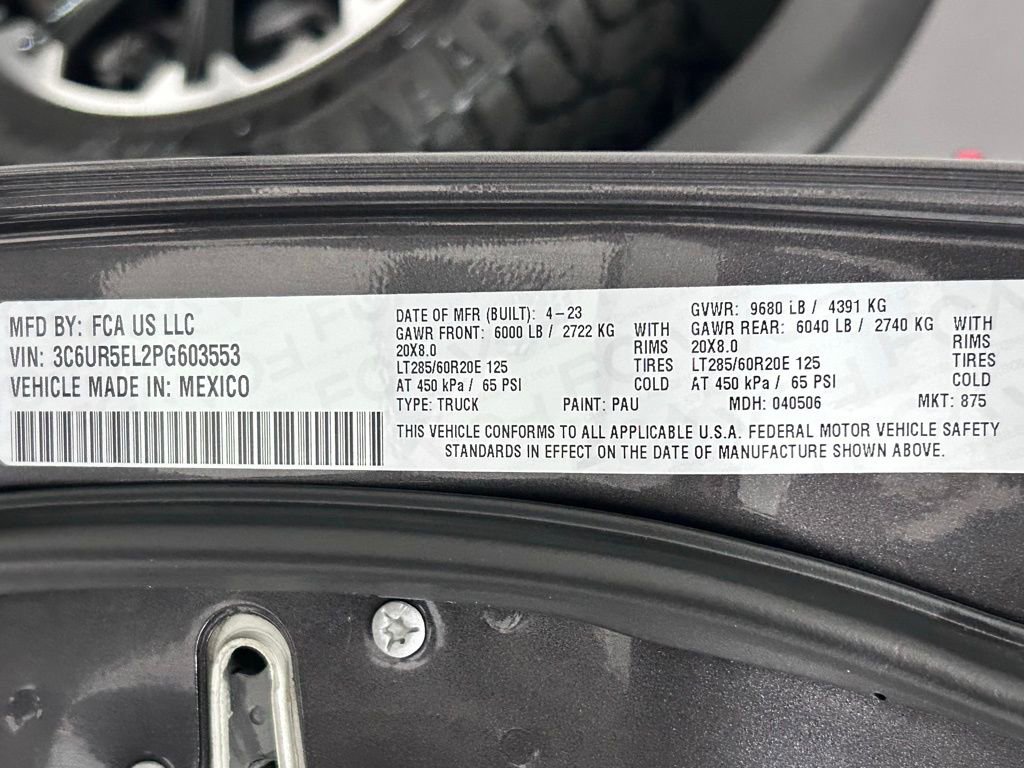 MFD BY: FCA US LLC
VIN: 3C6UR5EL2PG603553
VEHICLE MADE IN: MEXICO
DATE OF MFR (BUILT): 4-23
GAWR FRONT: 6000 LB / 2722 KG WITH
20X8.0 RIMS
LT285/60R20E 125 TIRES
AT 450 kPa / 65 PSI COLD
GVWR: 9680 LB / 4391 KG
GAWR REAR: 6040 LB / 2740 KG WITH
20X8.0 RIMS
LT285/60R20E 125 TIRES
AT 450 kPa / 65 PSI COLD
TYPE: TRUCK PAINT: PAU MDH: 040506 MKT: 875
THIS VEHICLE CONFORMS TO ALL APPLICABLE U.S.A. FEDERAL MOTOR VEHICLE SAFETY
STANDARDS IN EFFECT ON THE DATE OF MANUFACTURE SHOWN ABOVE.